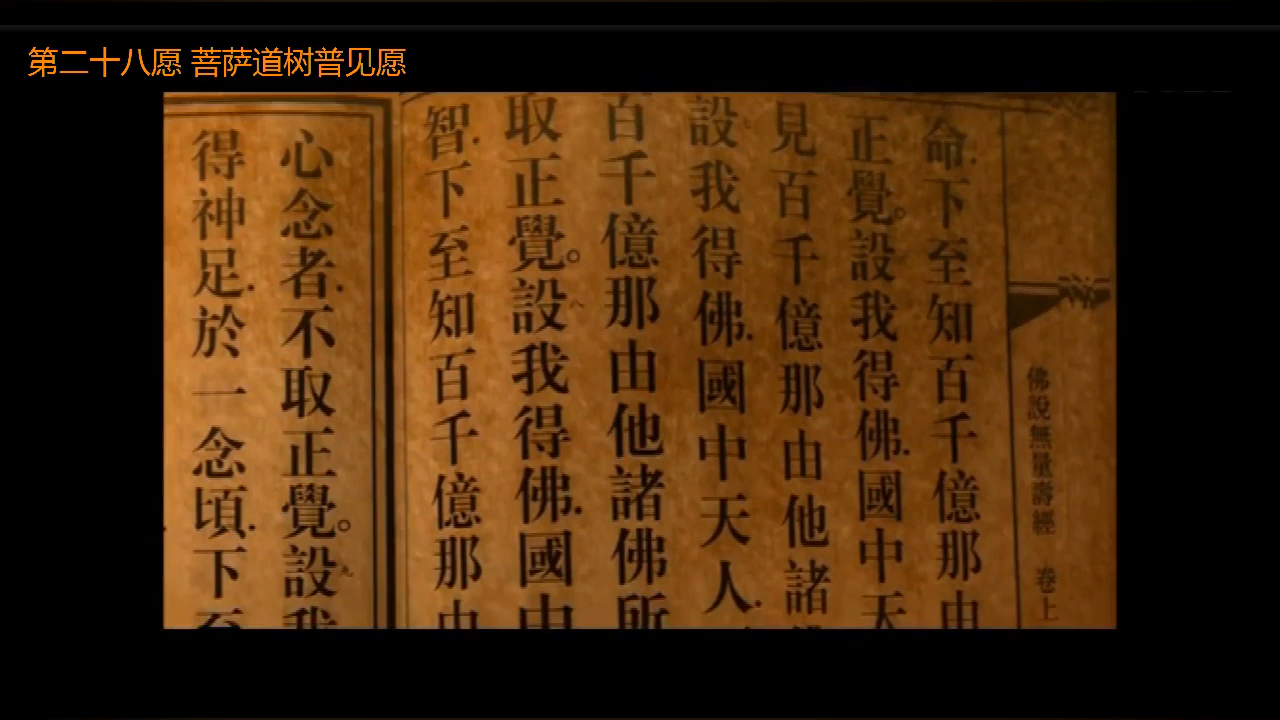 第二十八愿 菩萨道树普见愿
佛說無量壽經 卷上
命.下至知百千億那由
正覺。設我得佛.國中天
見百千億那由他諸
設我得佛.國中天人.
百千億那由他諸佛所
取正覺。設八我得佛.國中
智.下至知百千億那由
心念者.不取正覺。設九我
得神足.於一念頃.下至